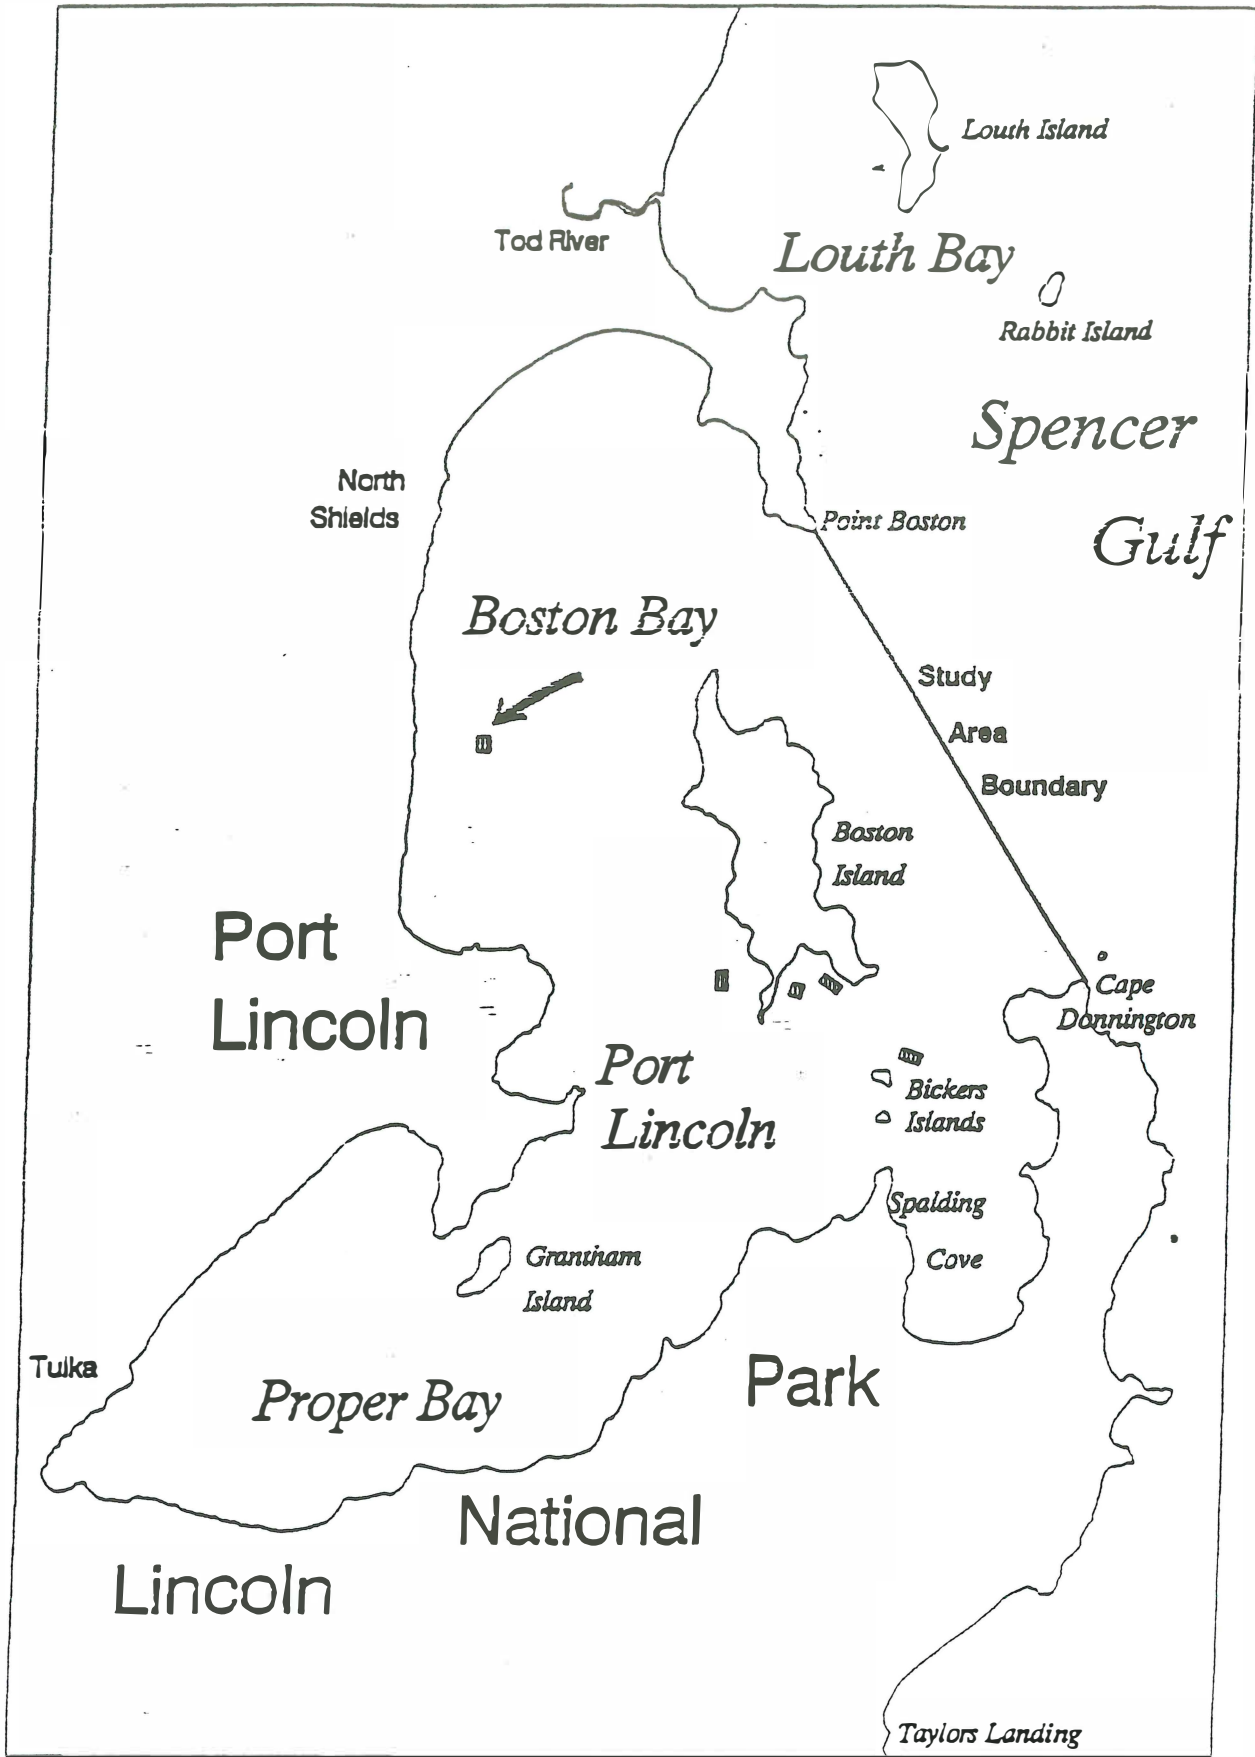 Louth Island
Tod River
Louth Bay
Rabbit Island
Spencer
Gulf
North
Shields
Point Boston
Boston Bay
Study
Area
Boundary
Boston
Island
Port
Lincoln
Cape
Donnington
Port
Lincoln
Bickers
Islands
Spalding
Cove
Grantham
Island
Tulka
Proper Bay
Park
National
Lincoln
Taylors Landing